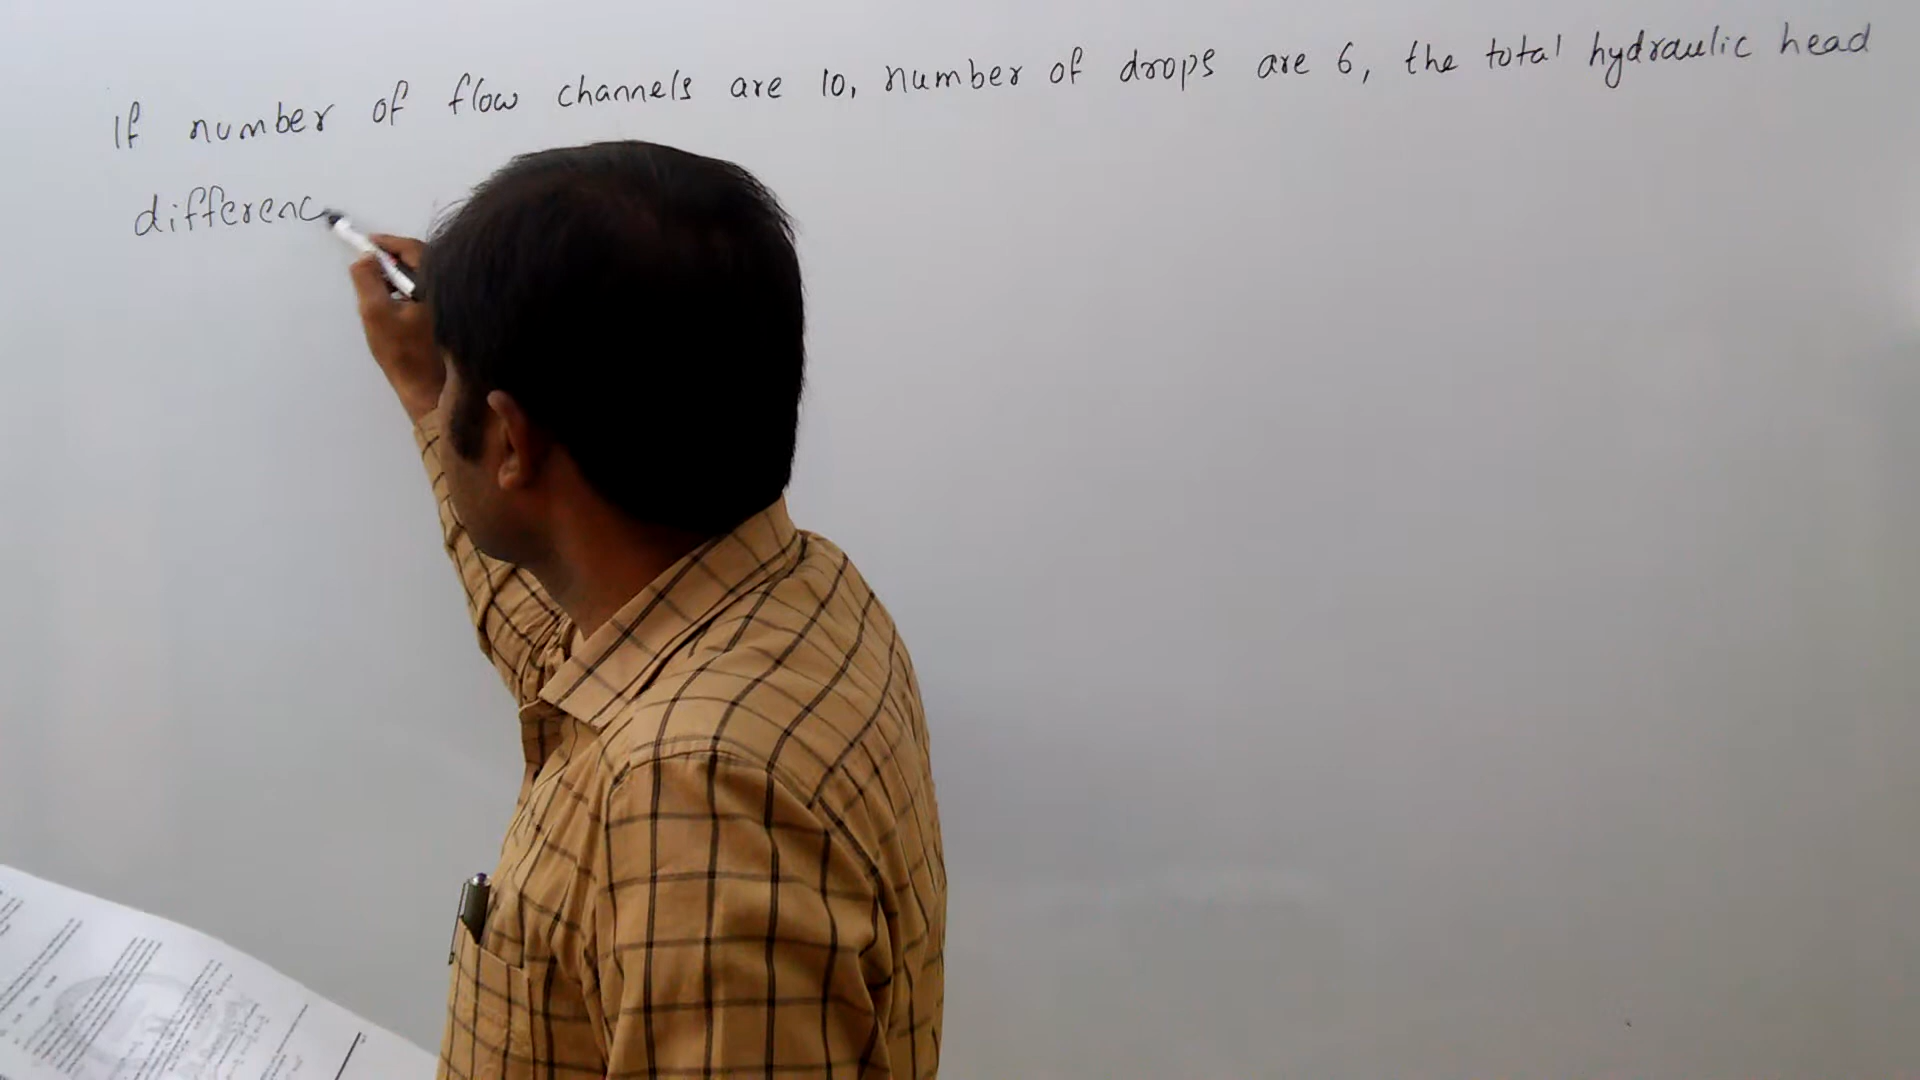 If number of flow channels are 10, number of drops are 6, the total hydraulic head
differenc